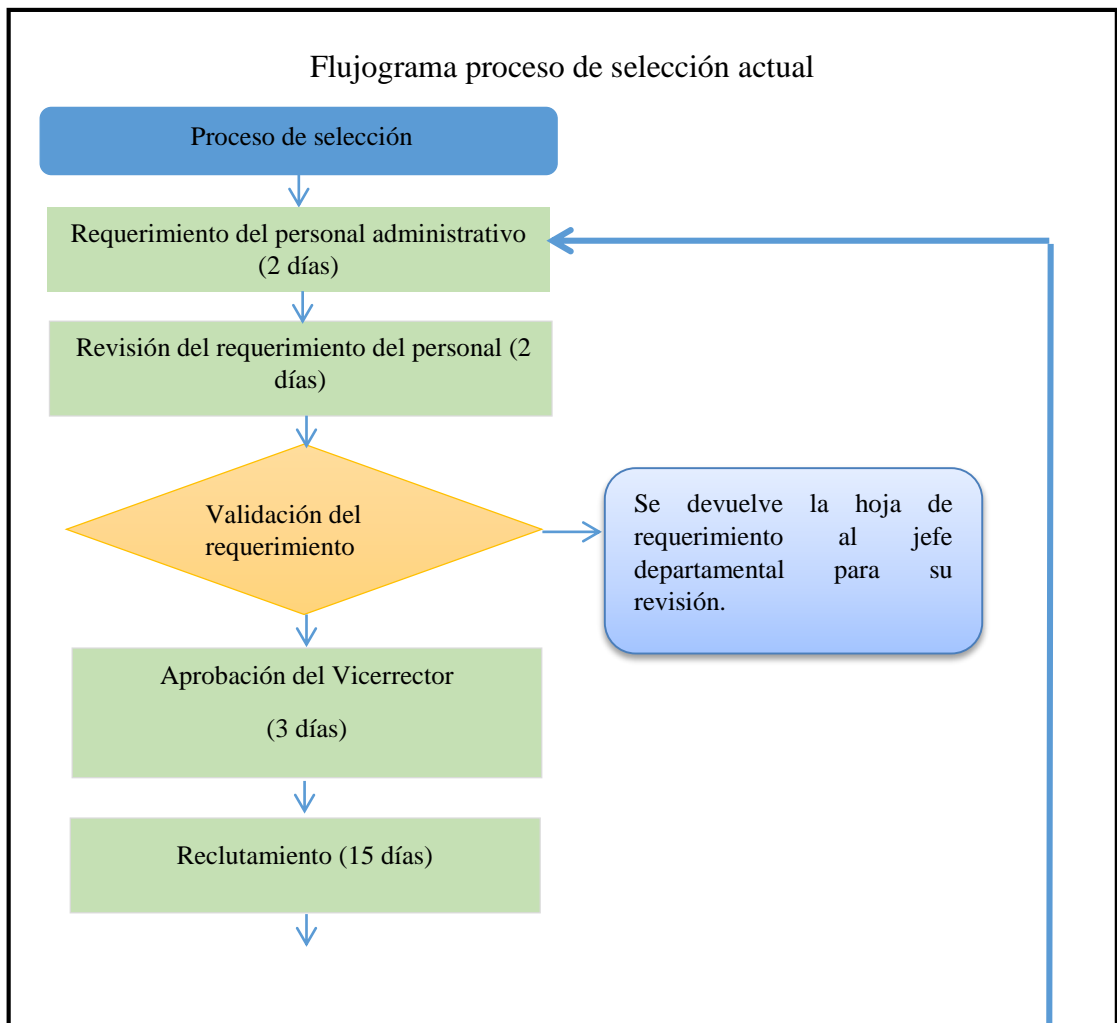 Flujograma proceso de selección actual
Proceso de selección
Requerimiento del personal administrativo
(2 días)
Revisión del requerimiento del personal (2
días)
Validación del
requerimiento
Se devuelve la hoja de
requerimiento al jefe
departamental para su
revisión.
Aprobación del Vicerrector
(3 días)
Reclutamiento (15 días)